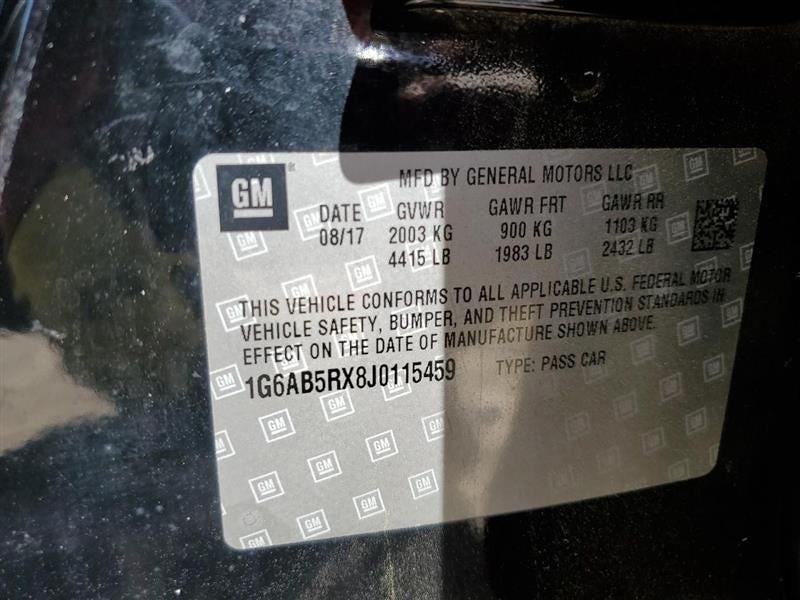 GM
MFD BY GENERAL MOTORS LLC
DATE GVWR GAWR FRT GAWR RR
08/17 2003 KG 900 KG 1103 KG
4415 LB 1983 LB 2432 LB
THIS VEHICLE CONFORMS TO ALL APPLICABLE U.S. FEDERAL MOTOR
VEHICLE SAFETY, BUMPER, AND THEFT PREVENTION STANDARDS IN
EFFECT ON THE DATE OF MANUFACTURE SHOWN ABOVE.
1G6AB5RX8J0115459 TYPE: PASS CAR